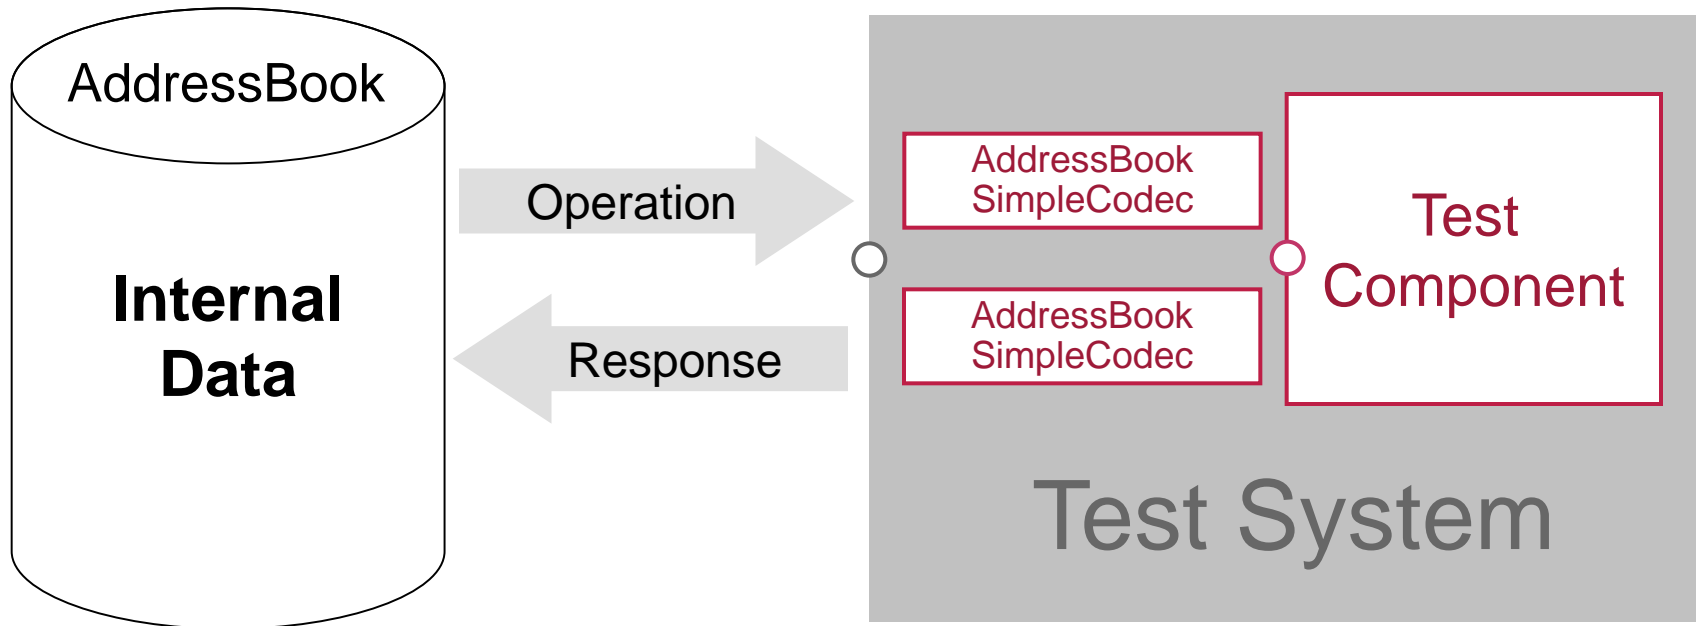 AddressBook
Internal
Data
Operation
Response
AddressBook
SimpleCodec
AddressBook
SimpleCodec
Test
Component
Test System